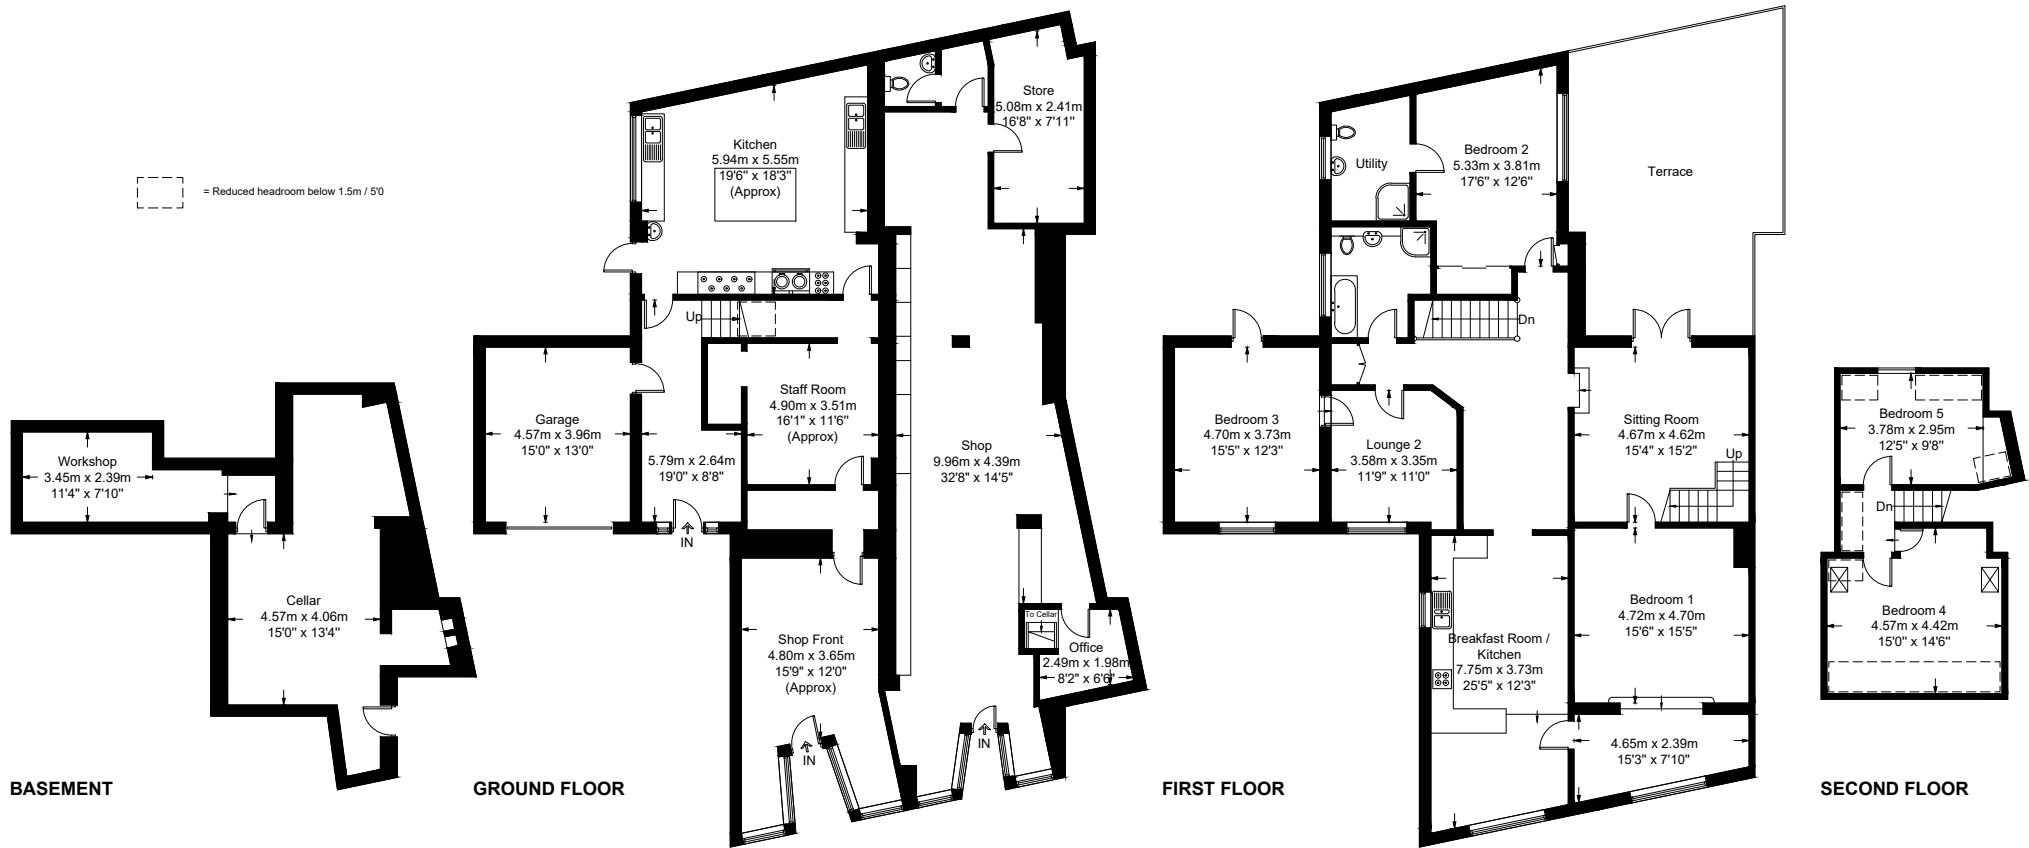 = Reduced headroom below 1.5m / 5'0
Workshop
3.45m x 2.39m
11'4" x 7'10"
Cellar
4.57m x 4.06m
15'0" x 13'4"
BASEMENT
Kitchen
5.94m x 5.55m
19'6" x 18'3"
(Approx)
Store
5.08m x 2.41m
16'8" x 7'11"
Up
Garage
4.57m x 3.96m
15'0" x 13'0"
Staff Room
4.90m x 3.51m
16'1" x 11'6"
(Approx)
5.79m x 2.64m
19'0" x 8'8"
IN
Shop
9.96m x 4.39m
32'8" x 14'5"
Shop Front
4.80m x 3.65m
15'9" x 12'0"
(Approx)
To Cellar
Office
2.49m x 1.98m
8'2" x 6'6"
IN
IN
GROUND FLOOR
Utility
Bedroom 2
5.33m x 3.81m
17'6" x 12'6"
Terrace
Dn
Bedroom 3
4.70m x 3.73m
15'5" x 12'3"
Lounge 2
3.58m x 3.35m
11'9" x 11'0"
Sitting Room
4.67m x 4.62m
15'4" x 15'2"
Up
Breakfast Room /
Kitchen
7.75m x 3.73m
25'5" x 12'3"
Bedroom 1
4.72m x 4.70m
15'6" x 15'5"
4.65m x 2.39m
15'3" x 7'10"
FIRST FLOOR
Bedroom 5
3.78m x 2.95m
12'5" x 9'8"
Dn
Bedroom 4
4.57m x 4.42m
15'0" x 14'6"
SECOND FLOOR